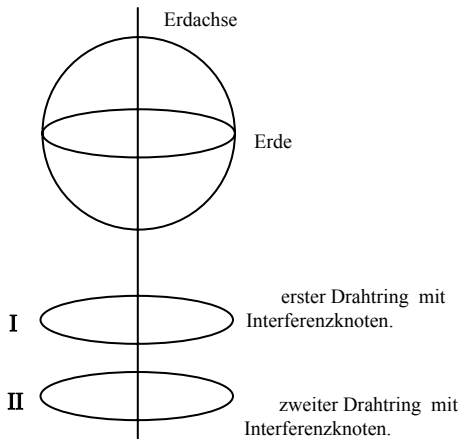 Erdachse
Erde
erster Drahtring mit
I Interferenzknoten.
II zweiter Drahtring mit
Interferenzknoten.